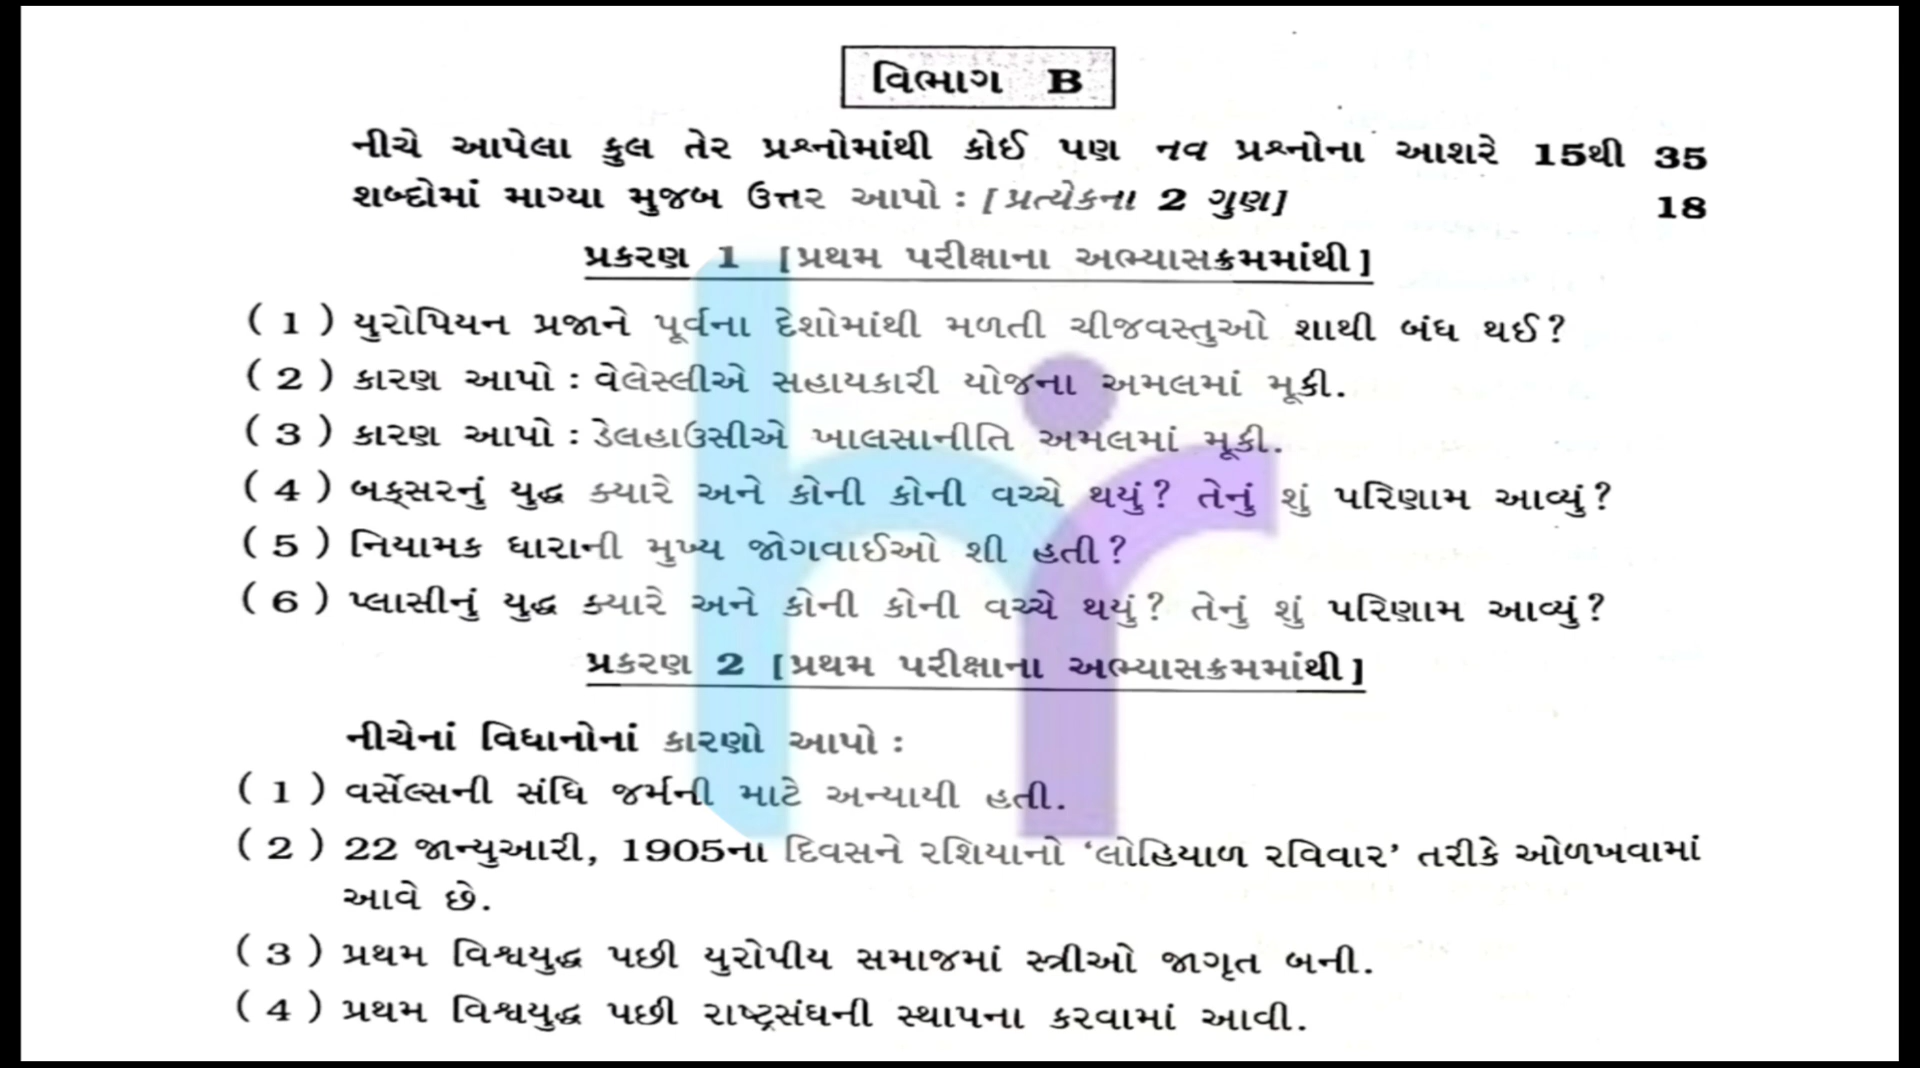 વિભાગ B
નીચે આપેલા કુલ તેર પ્રશ્નોમાંથી કોઈ પણ નવ પ્રશ્નોના આશરે 15થી 35
શબ્દોમાં માગ્યા મુજબ ઉત્તર આપો : [પ્રત્યેકના 2 ગુણ] 18
પ્રકરણ 1 [પ્રથમ પરીક્ષાના અભ્યાસક્રમમાંથી]
( 1 ) યુરોપિયન પ્રજાને પૂર્વના દેશોમાંથી મળતી ચીજવસ્તુઓ શાથી બંધ થઈ?
( 2 ) કારણ આપો : વેલેસ્લીએ સહાયકારી યોજના અમલમાં મૂકી.
( 3 ) કારણ આપો : ડેલહાઉસીએ ખાલસાનીતિ અમલમાં મૂકી.
( 4 ) બક્સરનું યુદ્ધ ક્યારે અને કોની કોની વચ્ચે થયું? તેનું શું પરિણામ આવ્યું?
( 5 ) નિયામક ધારાની મુખ્ય જોગવાઈઓ શી હતી?
( 6 ) પ્લાસીનું યુદ્ધ ક્યારે અને કોની કોની વચ્ચે થયું? તેનું શું પરિણામ આવ્યું?
પ્રકરણ 2 [પ્રથમ પરીક્ષાના અભ્યાસક્રમમાંથી]
નીચેનાં વિધાનોનાં કારણો આપો :
( 1 ) વર્સેલ્સની સંધિ જર્મની માટે અન્યાયી હતી.
( 2 ) 22 જાન્યુઆરી, 1905ના દિવસને રશિયાનો ‘લોહિયાળ રવિવાર’ તરીકે ઓળખવામાં
આવે છે.
( 3 ) પ્રથમ વિશ્વયુદ્ધ પછી યુરોપીય સમાજમાં સ્ત્રીઓ જાગૃત બની.
( 4 ) પ્રથમ વિશ્વયુદ્ધ પછી રાષ્ટ્રસંઘની સ્થાપના કરવામાં આવી.